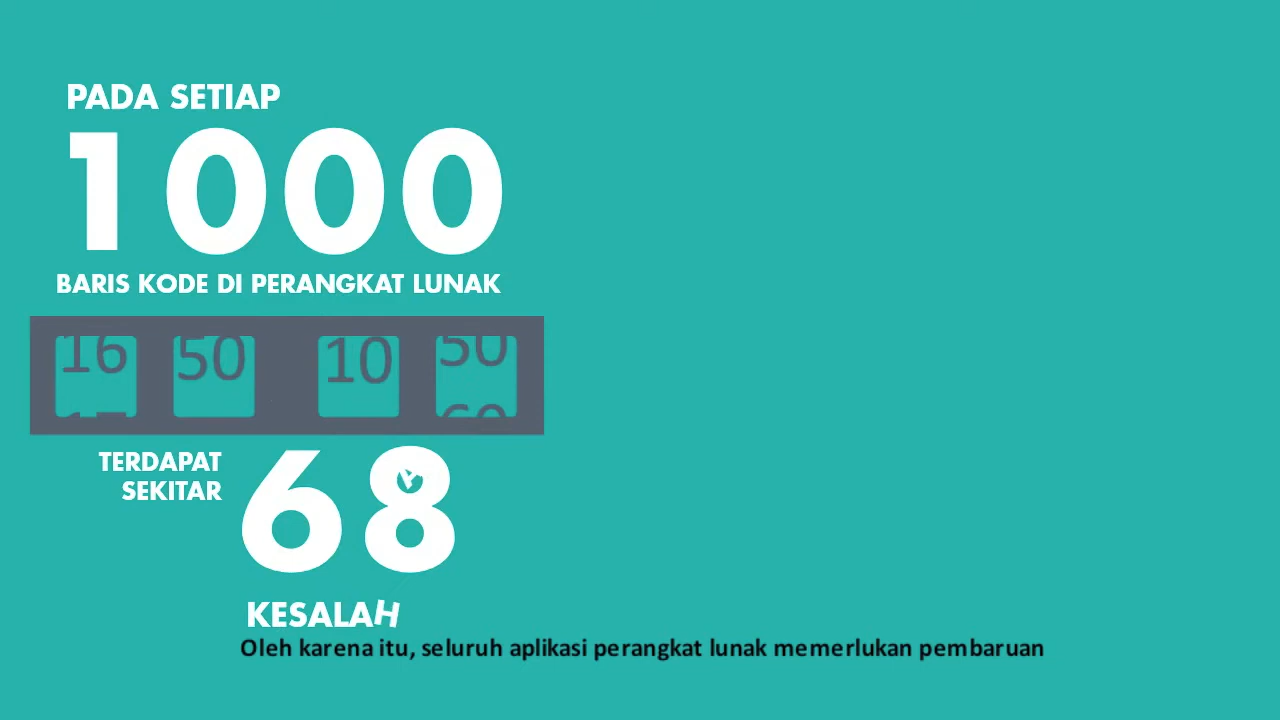 PADA SETIAP
1000
BARIS KODE DI PERANGKAT LUNAK
16 50 10 50
TERDAPAT
SEKITAR
68
KESALAH
Oleh karena itu, seluruh aplikasi perangkat lunak memerlukan pembaruan